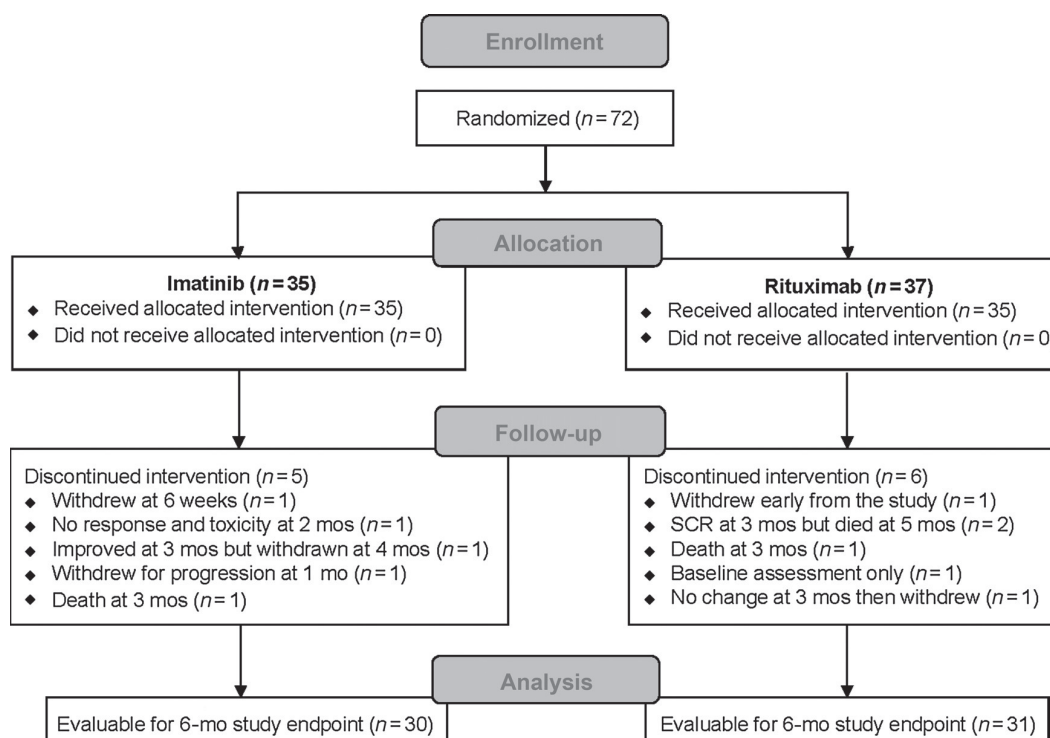 Enrollment
Randomized (n=72)
Allocation
Imatinib (n=35)
◆ Received allocated intervention (n=35)
◆ Did not receive allocated intervention (n=0)
Rituximab (n=37)
◆ Received allocated intervention (n=35)
◆ Did not receive allocated intervention (n=0
Follow-up
Discontinued intervention (n=5)
◆ Withdrew at 6 weeks (n=1)
◆ No response and toxicity at 2 mos (n=1)
◆ Improved at 3 mos but withdrawn at 4 mos (n=1)
◆ Withdrew for progression at 1 mo (n=1)
◆ Death at 3 mos (n=1)
Discontinued intervention (n=6)
◆ Withdrew early from the study (n=1)
◆ SCR at 3 mos but died at 5 mos (n=2)
◆ Death at 3 mos (n=1)
◆ Baseline assessment only (n=1)
◆ No change at 3 mos then withdrew (n=1)
Analysis
Evaluable for 6-mo study endpoint (n=30)
Evaluable for 6-mo study endpoint (n=31)